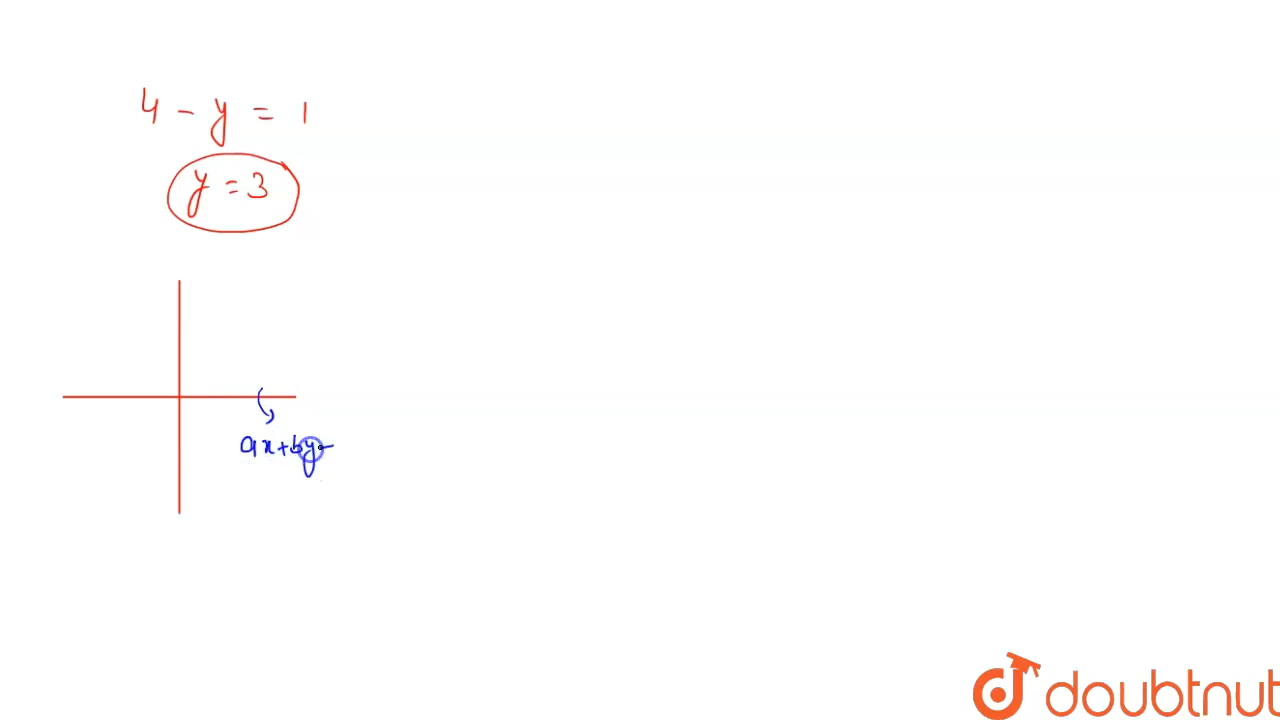 4 - y = 1
y = 3
ax+by
doubtnut